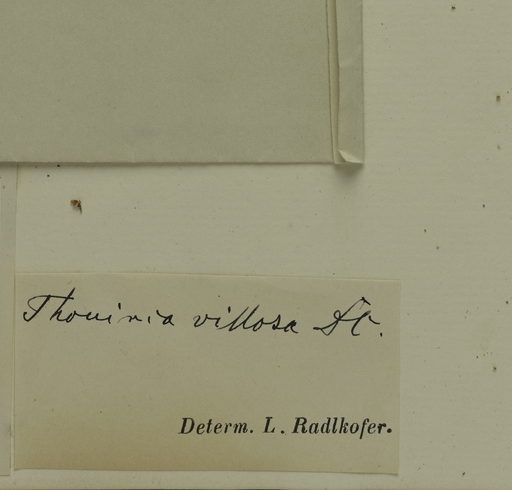 Thouinia villosa DC.
Determ. L. Radlkofer.